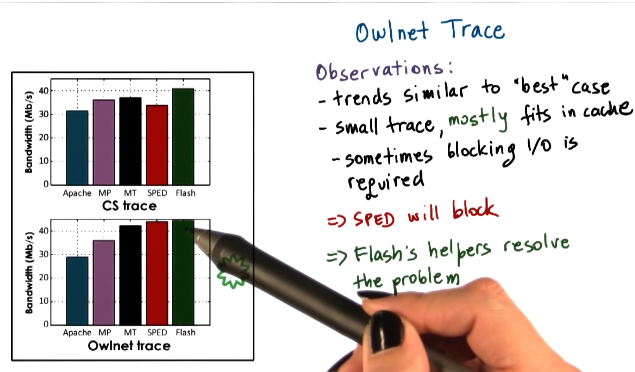 Owlnet Trace
Observations:
- trends similar to "best" case
- small trace, mostly fits in cache
- sometimes blocking I/O is
required
=> SPED will block
=> Flash's helpers resolve
the problem
Bandwidth (Mb/s)
40
30
20
10
0
Apache MP MT SPED Flash
CS trace
Bandwidth (Mb/s)
40
30
20
10
0
Apache MP MT SPED Flash
Owlnet trace